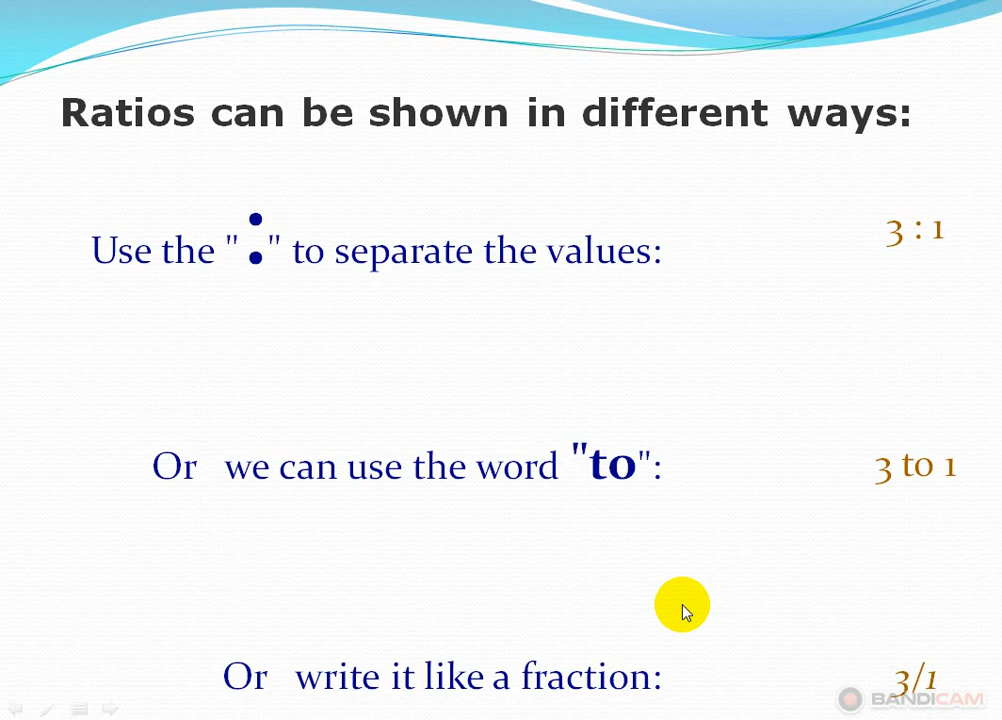 Ratios can be shown in different ways:
Use the ":" to separate the values: 3 : 1
Or we can use the word "to": 3 to 1
Or write it like a fraction: 3/1
BANDICAM